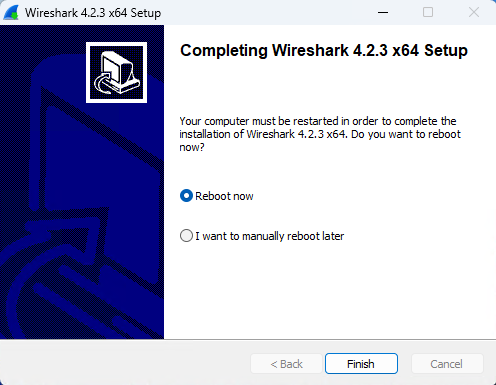 Wireshark 4.2.3 x64 Setup
Completing Wireshark 4.2.3 x64 Setup
Your computer must be restarted in order to complete the
installation of Wireshark 4.2.3 x64. Do you want to reboot
now?
Reboot now
I want to manually reboot later
< Back
Finish
Cancel